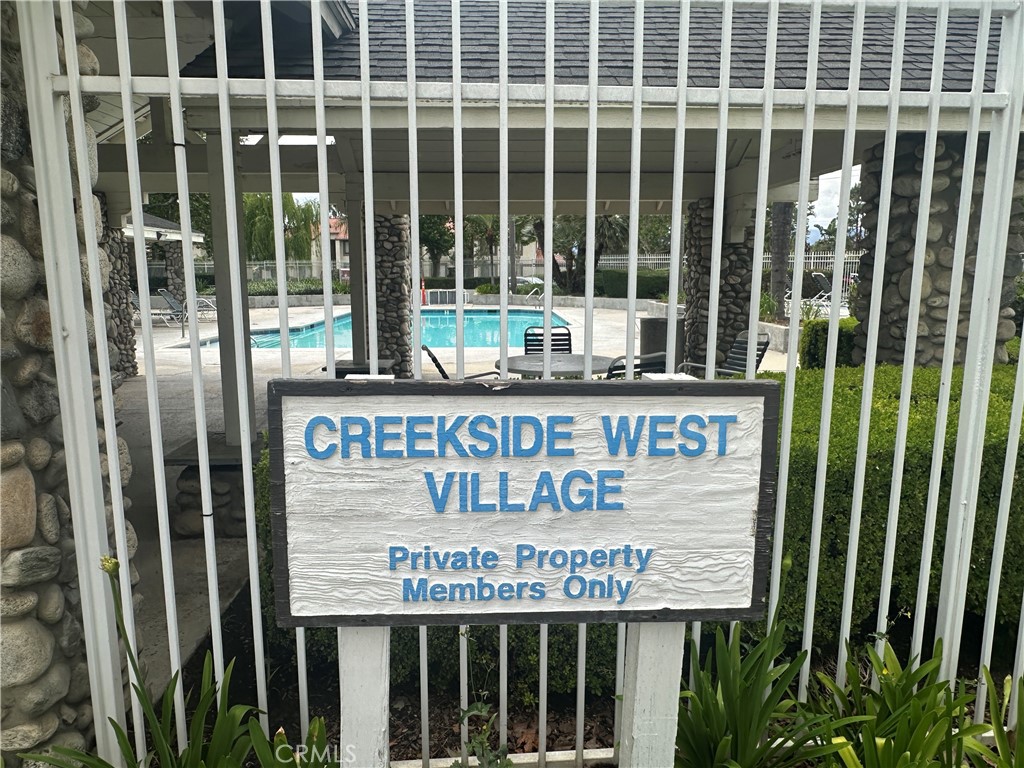 CREEKSIDE WEST
VILLAGE
Private Property
Members Only
CRMLS